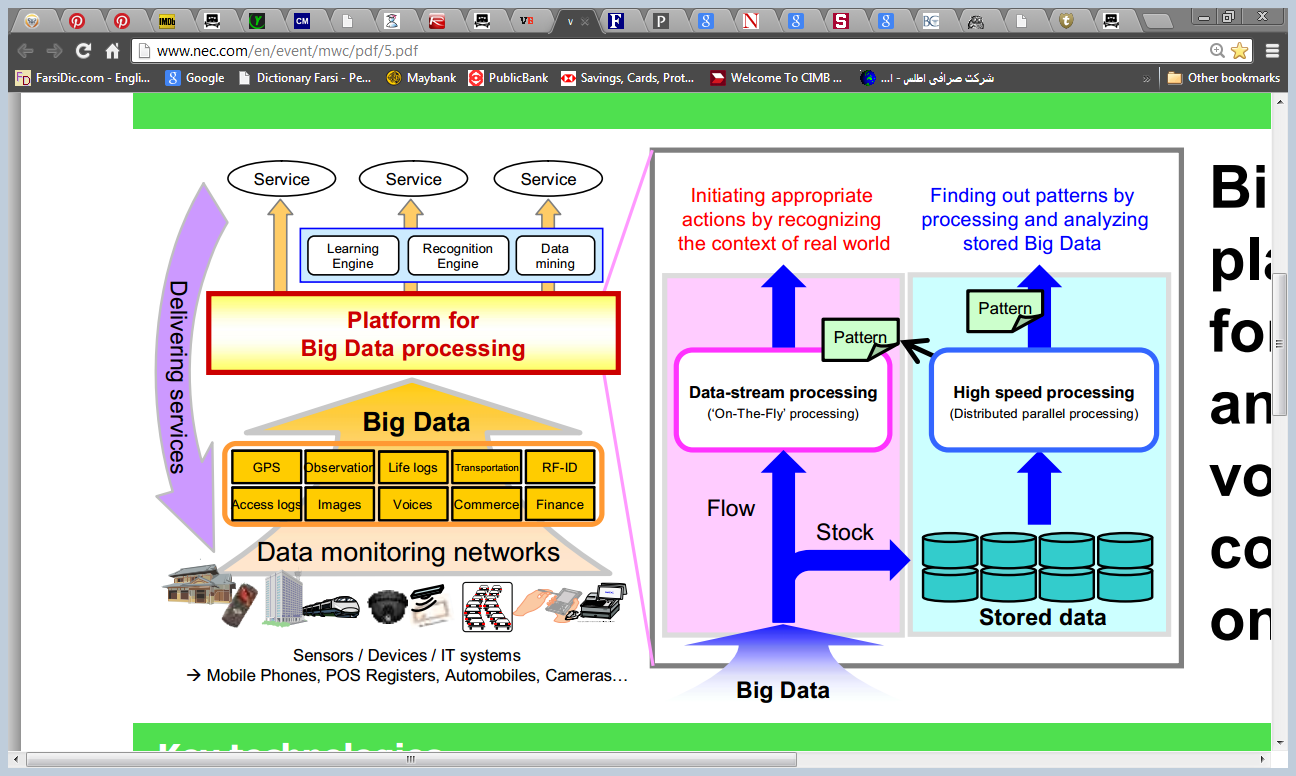 www.nec.com/en/event/mwc/pdf/5.pdf
FarsiDic.com - Engli...
Google
Dictionary Farsi - Pe...
Maybank
PublicBank
Savings, Cards, Prot...
Welcome To CIMB ...
شرکت صرافی اطلس - ا...
Other bookmarks
Service
Service
Service
Learning
Engine
Recognition
Engine
Data
mining
Platform for
Big Data processing
Delivering services
Big Data
GPS
Observation
Life logs
Transportation
RF-ID
Access logs
Images
Voices
Commerce
Finance
Data monitoring networks
Sensors / Devices / IT systems
→ Mobile Phones, POS Registers, Automobiles, Cameras…
Initiating appropriate
actions by recognizing
the context of real world
Finding out patterns by
processing and analyzing
stored Big Data
Pattern
Pattern
Data-stream processing
(‘On-The-Fly’ processing)
High speed processing
(Distributed parallel processing)
Flow
Stock
Stored data
Big Data
Bi
pla
for
an
vo
co
on
Key technologies